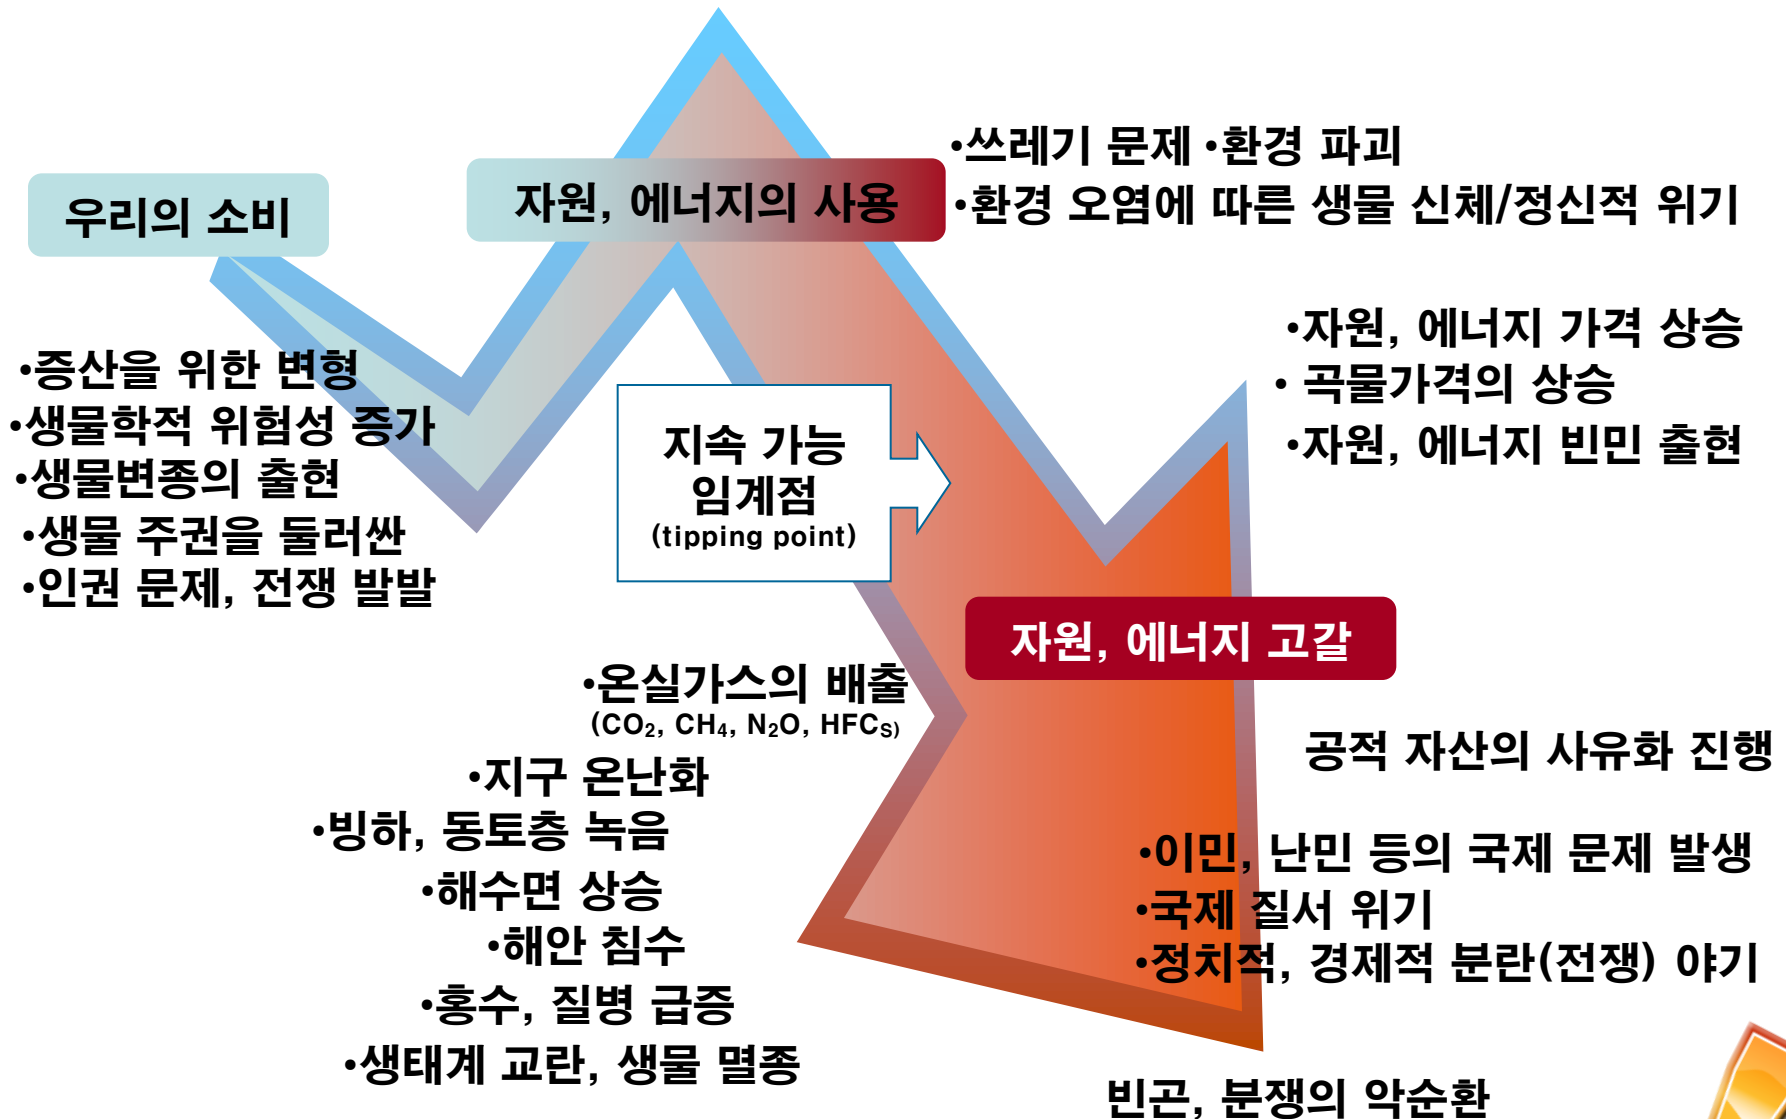 우리의 소비
자원, 에너지의 사용
•쓰레기 문제 •환경 파괴
•환경 오염에 따른 생물 신체/정신적 위기
•증산을 위한 변형
•생물학적 위험성 증가
•생물변종의 출현
•생물 주권을 둘러싼
•인권 문제, 전쟁 발발
지속 가능
임계점
(tipping point)
•자원, 에너지 가격 상승
• 곡물가격의 상승
•자원, 에너지 빈민 출현
자원, 에너지 고갈
•온실가스의 배출
(CO₂, CH₄, N₂O, HFCs)
•지구 온난화
•빙하, 동토층 녹음
•해수면 상승
•해안 침수
•홍수, 질병 급증
•생태계 교란, 생물 멸종
공적 자산의 사유화 진행
•이민, 난민 등의 국제 문제 발생
•국제 질서 위기
•정치적, 경제적 분란(전쟁) 야기
빈곤, 분쟁의 악순환